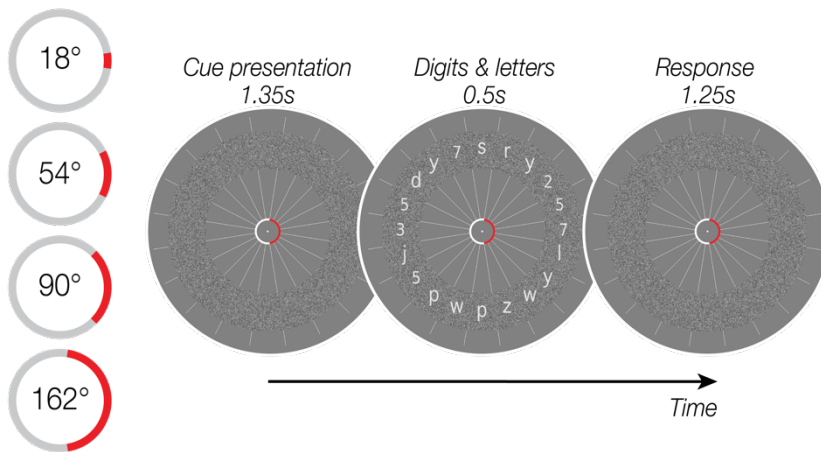 18°
54°
90°
162°
Cue presentation
1.35s
Digits & letters
0.5s
Response
1.25s
s
r
y
2
5
7
l
y
w
z
p
w
p
5
j
3
5
d
y
7
Time